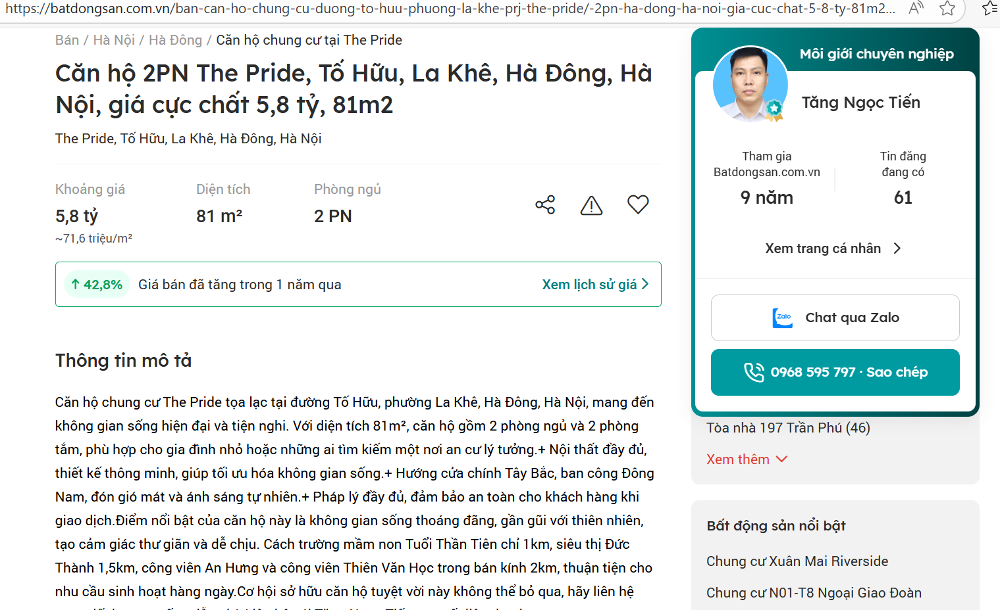 https://batdongsan.com.vn/ban-can-ho-chung-cu-duong-to-huu-phuong-la-khe-prj-the-pride/-2pn-ha-dong-ha-noi-gia-cuc-chat-5-8-ty-81m2...
Bán / Hà Nội / Hà Đông / Căn hộ chung cư tại The Pride
Căn hộ 2PN The Pride, Tố Hữu, La Khê, Hà Đông, Hà
Nội, giá cực chất 5,8 tỷ, 81m2
The Pride, Tố Hữu, La Khê, Hà Đông, Hà Nội
Khoảng giá
Diện tích
Phòng ngủ
5,8 tỷ
81 m²
2 PN
~71,6 triệu/m²
42,8%
Giá bán đã tăng trong 1 năm qua
Xem lịch sử giá
Thông tin mô tả
Căn hộ chung cư The Pride tọa lạc tại đường Tố Hữu, phường La Khê, Hà Đông, Hà Nội, mang đến
không gian sống hiện đại và tiện nghi. Với diện tích 81m², căn hộ gồm 2 phòng ngủ và 2 phòng
tắm, phù hợp cho gia đình nhỏ hoặc những ai tìm kiếm một nơi an cư lý tưởng.+ Nội thất đầy đủ,
thiết kế thông minh, giúp tối ưu hóa không gian sống.+ Hướng cửa chính Tây Bắc, ban công Đông
Nam, đón gió mát và ánh sáng tự nhiên.+ Pháp lý đầy đủ, đảm bảo an toàn cho khách hàng khi
giao dịch.Điểm nổi bật của căn hộ này là không gian sống thoáng đãng, gần gũi với thiên nhiên,
tạo cảm giác thư giãn và dễ chịu. Cách trường mầm non Tuổi Thần Tiên chỉ 1km, siêu thị Đức
Thành 1,5km, công viên An Hưng và công viên Thiên Văn Học trong bán kính 2km, thuận tiện cho
nhu cầu sinh hoạt hàng ngày.Cơ hội sở hữu căn hộ tuyệt vời này không thể bỏ qua, hãy liên hệ
Môi giới chuyên nghiệp
Tăng Ngọc Tiến
Tham gia
Batdongsan.com.vn
9 năm
Tin đăng
đang có
61
Xem trang cá nhân
Zalo
Chat qua Zalo
0968 595 797 · Sao chép
Tòa nhà 197 Trần Phú (46)
Xem thêm
Bất động sản nổi bật
Chung cư Xuân Mai Riverside
Chung cư N01-T8 Ngoại Giao Đoàn